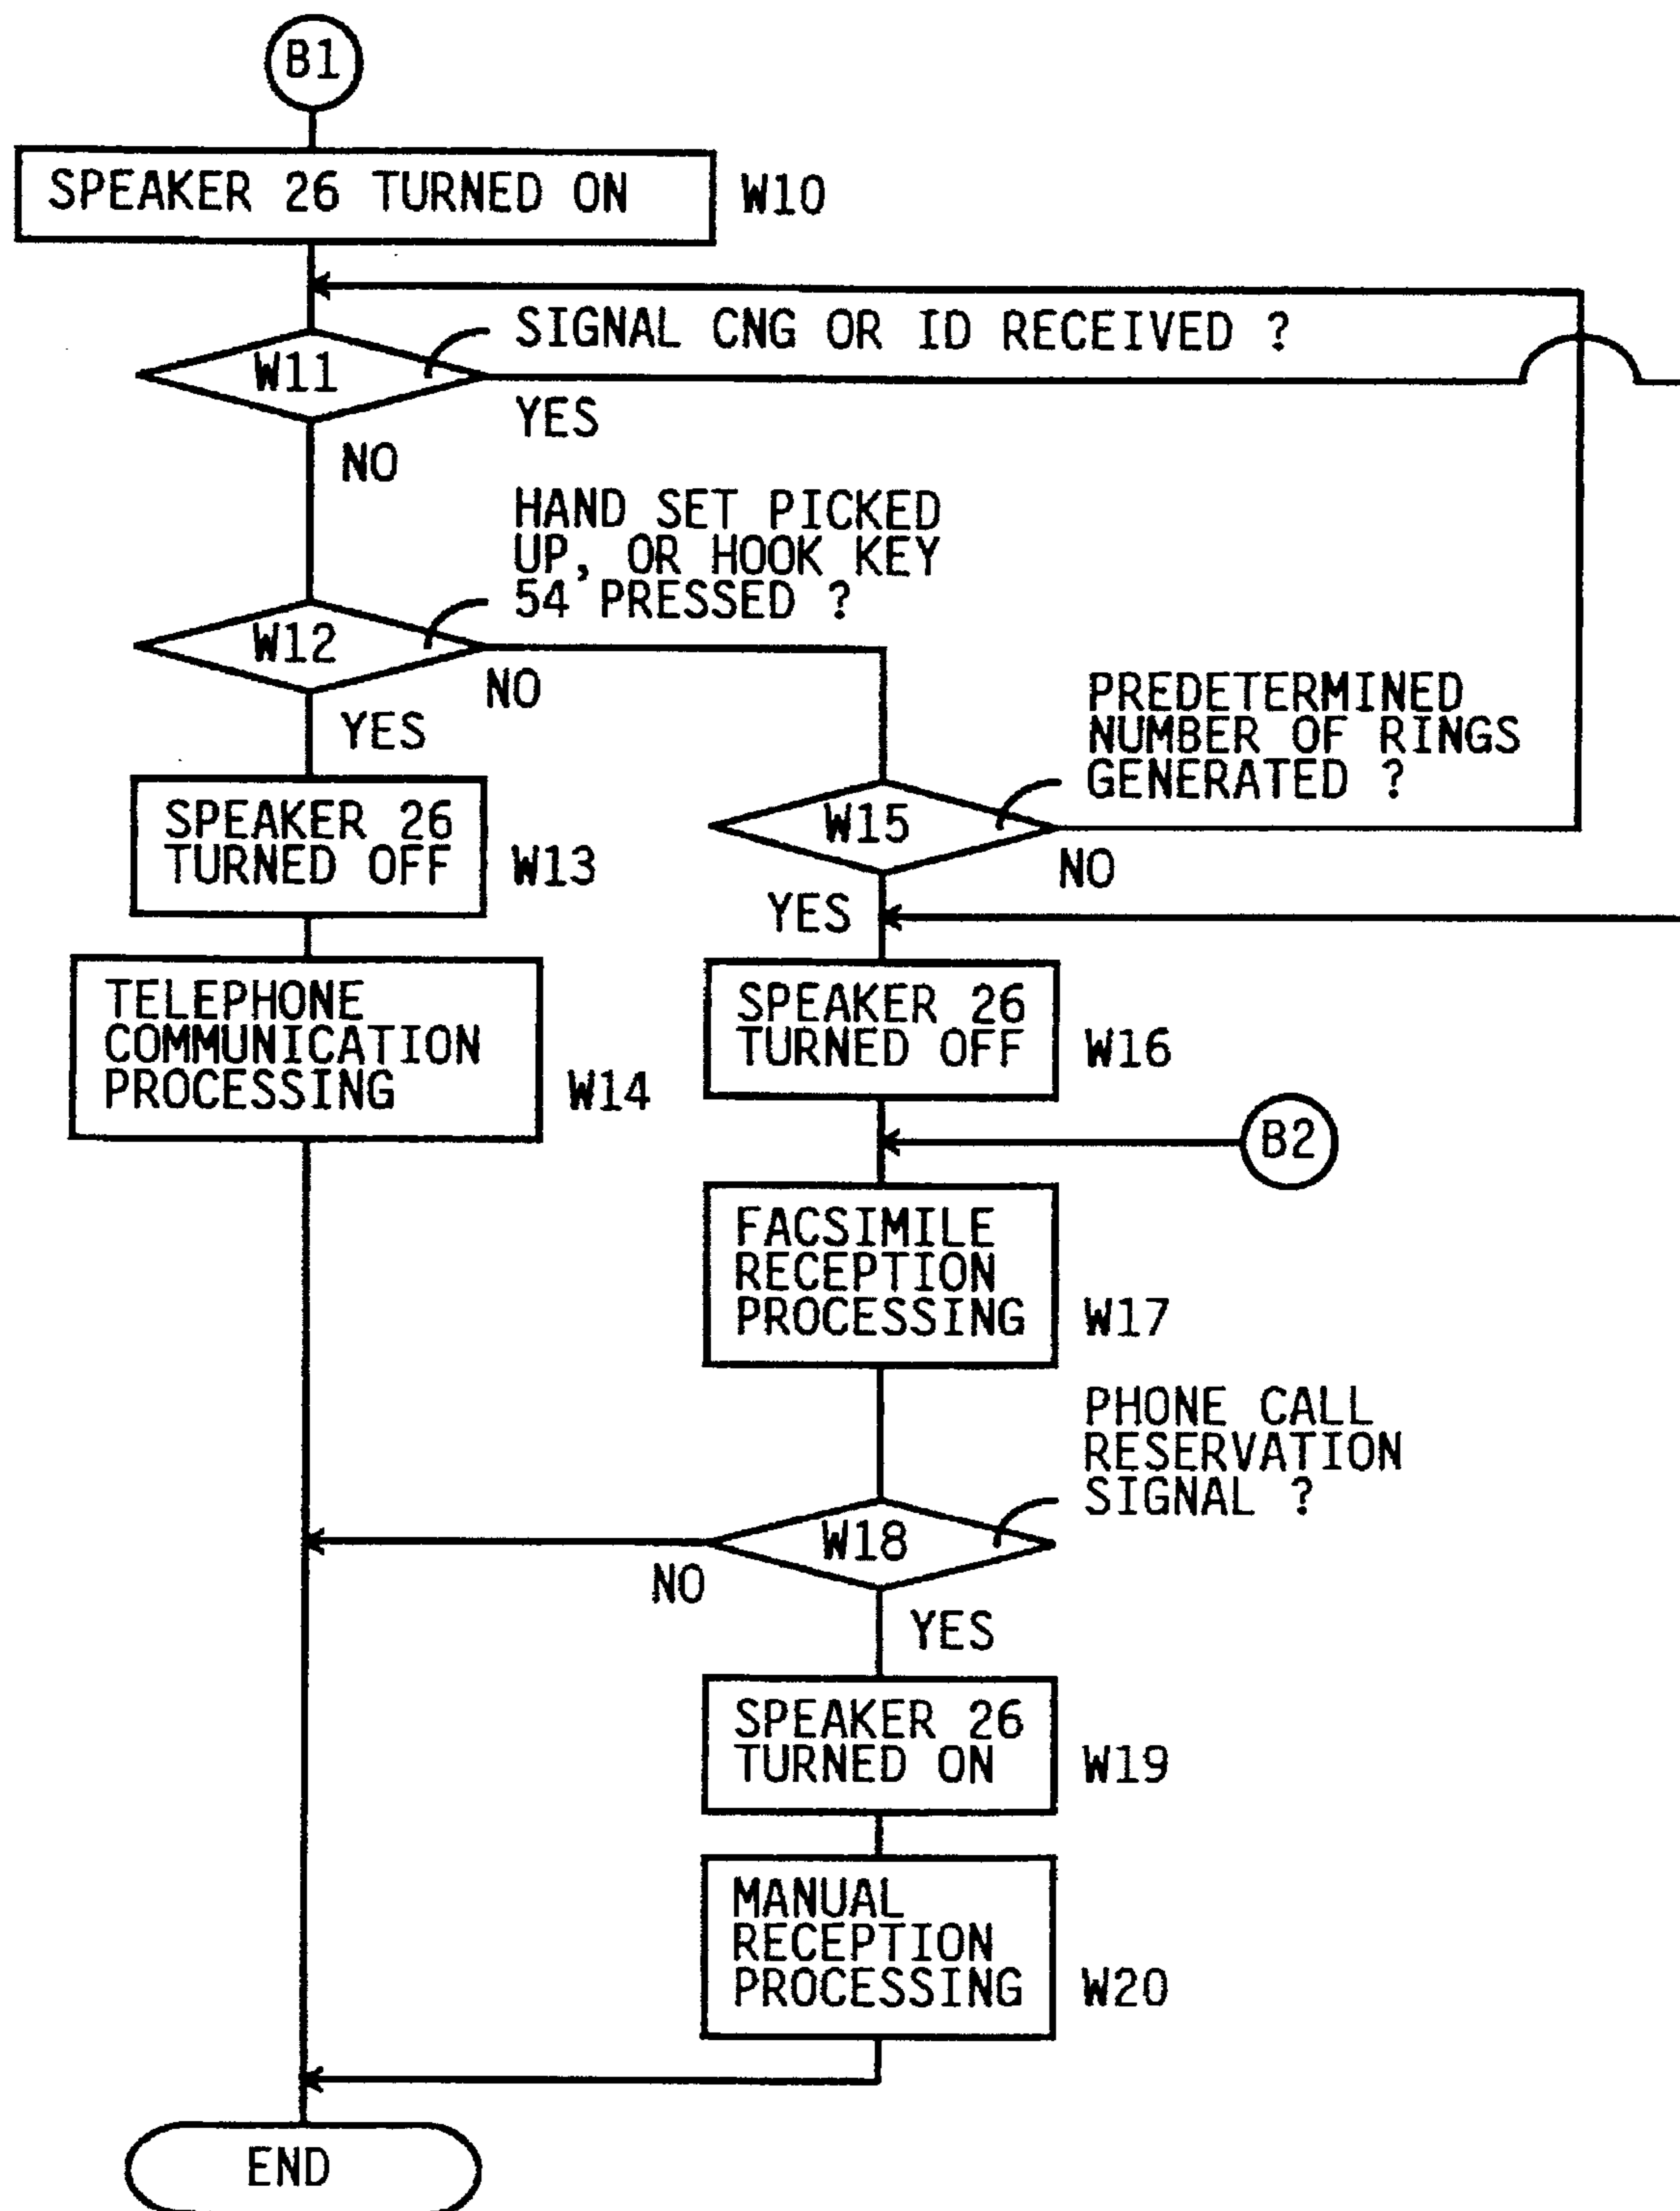 B1
SPEAKER 26 TURNED ON
W10
SIGNAL CNG OR ID RECEIVED ?
W11
YES
NO
HAND SET PICKED
UP, OR HOOK KEY
54 PRESSED ?
W12
NO
YES
PREDETERMINED
NUMBER OF RINGS
GENERATED ?
SPEAKER 26
TURNED OFF
W13
W15
NO
YES
TELEPHONE
COMMUNICATION
PROCESSING
W14
SPEAKER 26
TURNED OFF
W16
B2
FACSIMILE
RECEPTION
PROCESSING
W17
PHONE CALL
RESERVATION
SIGNAL ?
W18
NO
YES
SPEAKER 26
TURNED ON
W19
MANUAL
RECEPTION
PROCESSING
W20
END